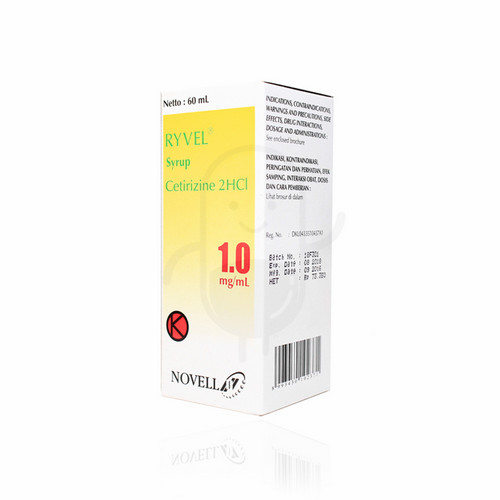 Netto : 60 mL
RYVEL®
Syrup
Cetirizine 2HCl
1.0
mg/mL
K
NOVELL
INDICATIONS, CONTRAINDICATIONS,
WARNINGS AND PRECAUTIONS, SIDE
EFFECTS, DRUG INTERACTIONS,
DOSAGE AND ADMINISTRATION :
See enclosed brochure
INDIKASI, KONTRAINDIKASI,
PERINGATAN DAN PERHATIAN, EFEK
SAMPING, INTERAKSI OBAT, DOSIS
DAN CARA PEMBERIAN :
Lihat brosur di dalam
Reg. No. :
Batch No. :
Exp. Date :
Mfg. Date :
HET : Rp